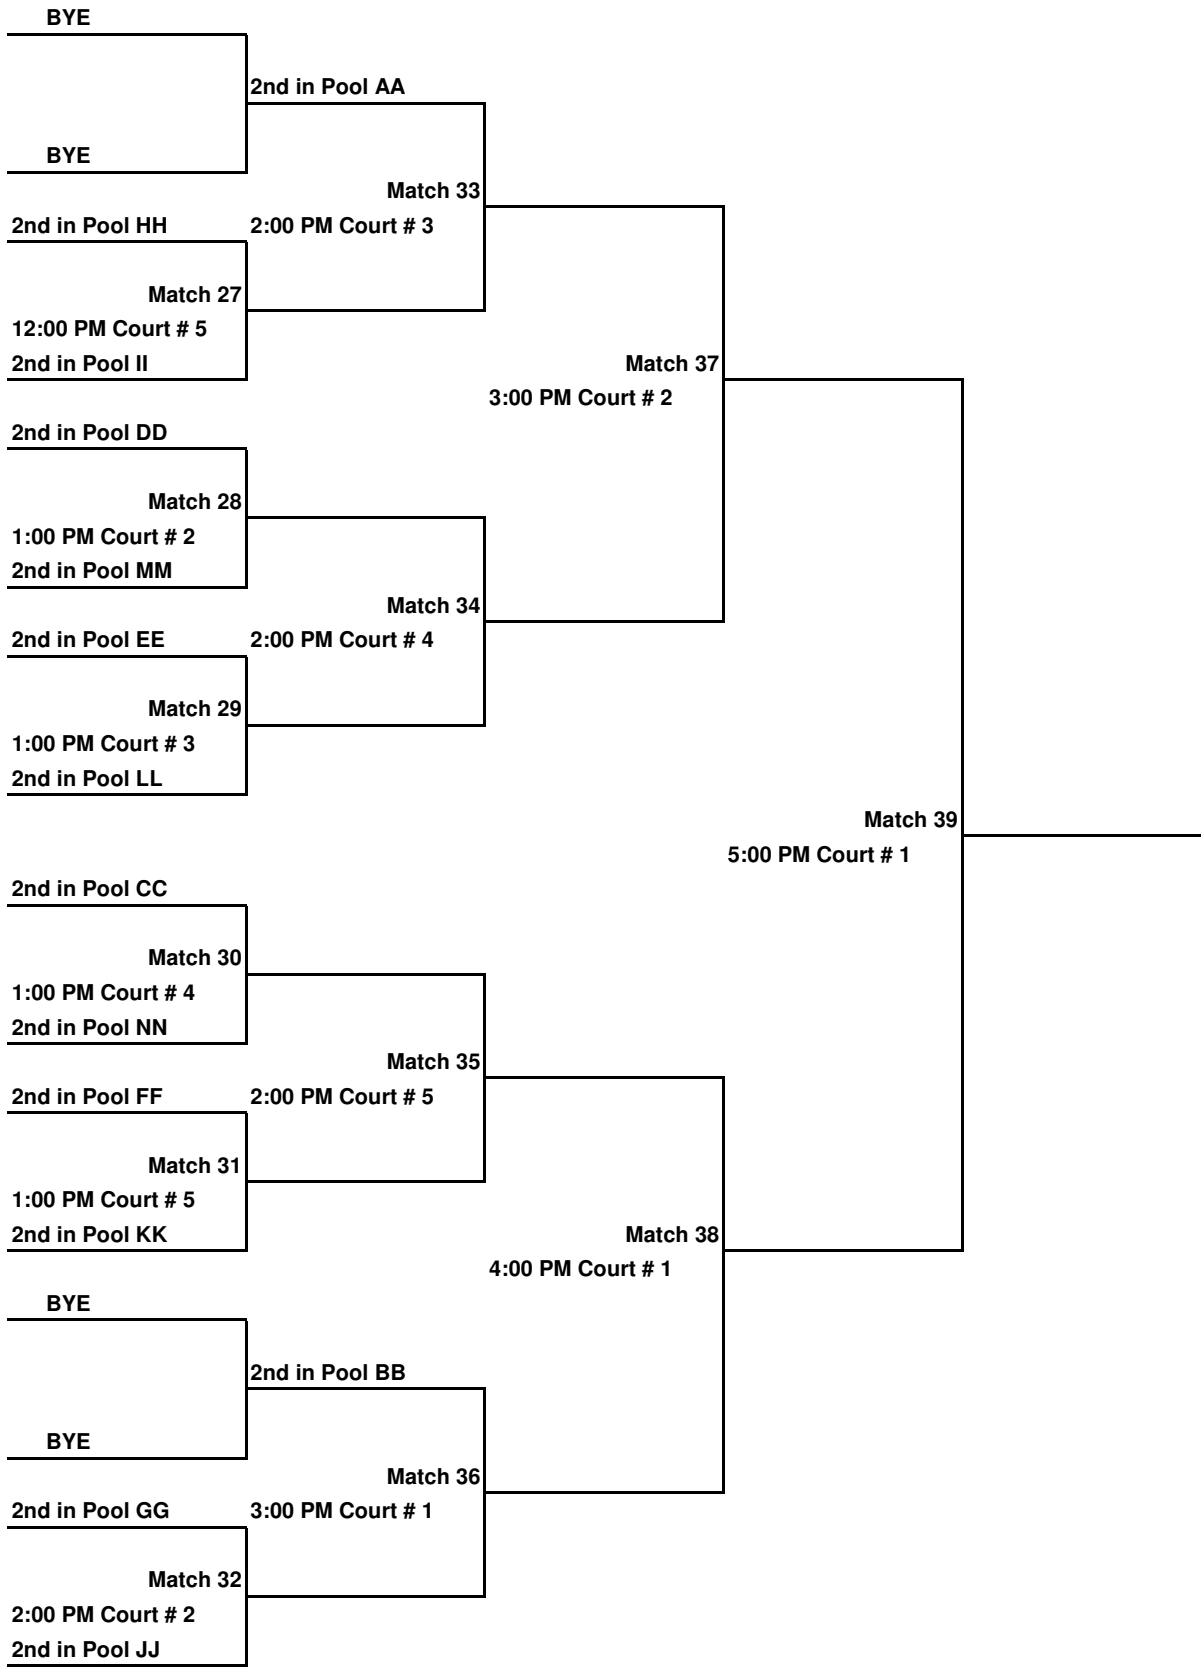 BYE
2nd in Pool AA
BYE
Match 33
2nd in Pool HH
2:00 PM Court # 3
Match 27
12:00 PM Court # 5
2nd in Pool II
Match 37
3:00 PM Court # 2
2nd in Pool DD
Match 28
1:00 PM Court # 2
2nd in Pool MM
Match 34
2nd in Pool EE
2:00 PM Court # 4
Match 29
1:00 PM Court # 3
2nd in Pool LL
Match 39
5:00 PM Court # 1
2nd in Pool CC
Match 30
1:00 PM Court # 4
2nd in Pool NN
Match 35
2nd in Pool FF
2:00 PM Court # 5
Match 31
1:00 PM Court # 5
2nd in Pool KK
Match 38
4:00 PM Court # 1
BYE
2nd in Pool BB
BYE
Match 36
2nd in Pool GG
3:00 PM Court # 1
Match 32
2:00 PM Court # 2
2nd in Pool JJ